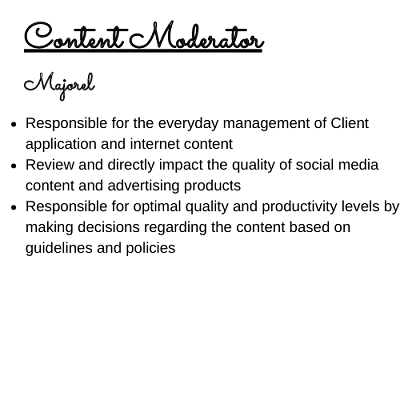 Content Moderator
Majorel
• Responsible for the everyday management of Client
application and internet content
• Review and directly impact the quality of social media
content and advertising products
• Responsible for optimal quality and productivity levels by
making decisions regarding the content based on
guidelines and policies